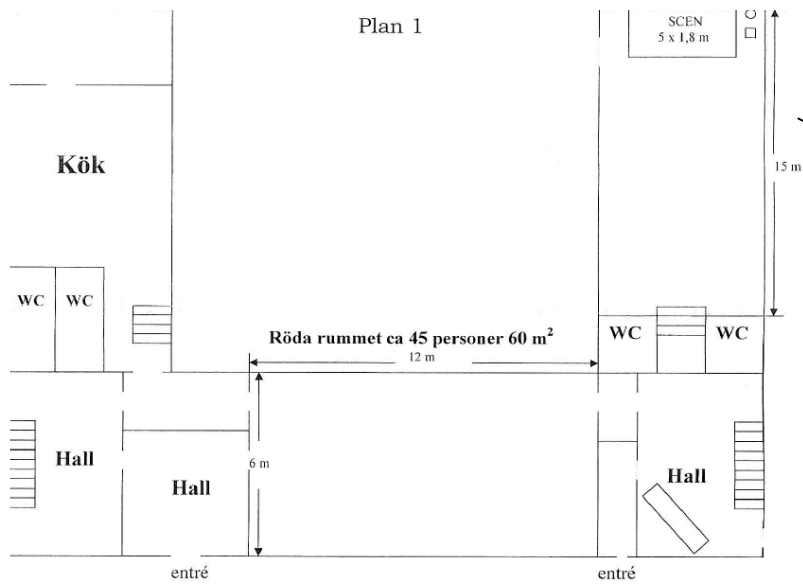 Plan 1
SCEN
5 x 1,8 m
Kök
15 m
WC
WC
Röda rummet ca 45 personer 60 m²
12 m
WC
WC
Hall
6 m
Hall
Hall
entré
entré